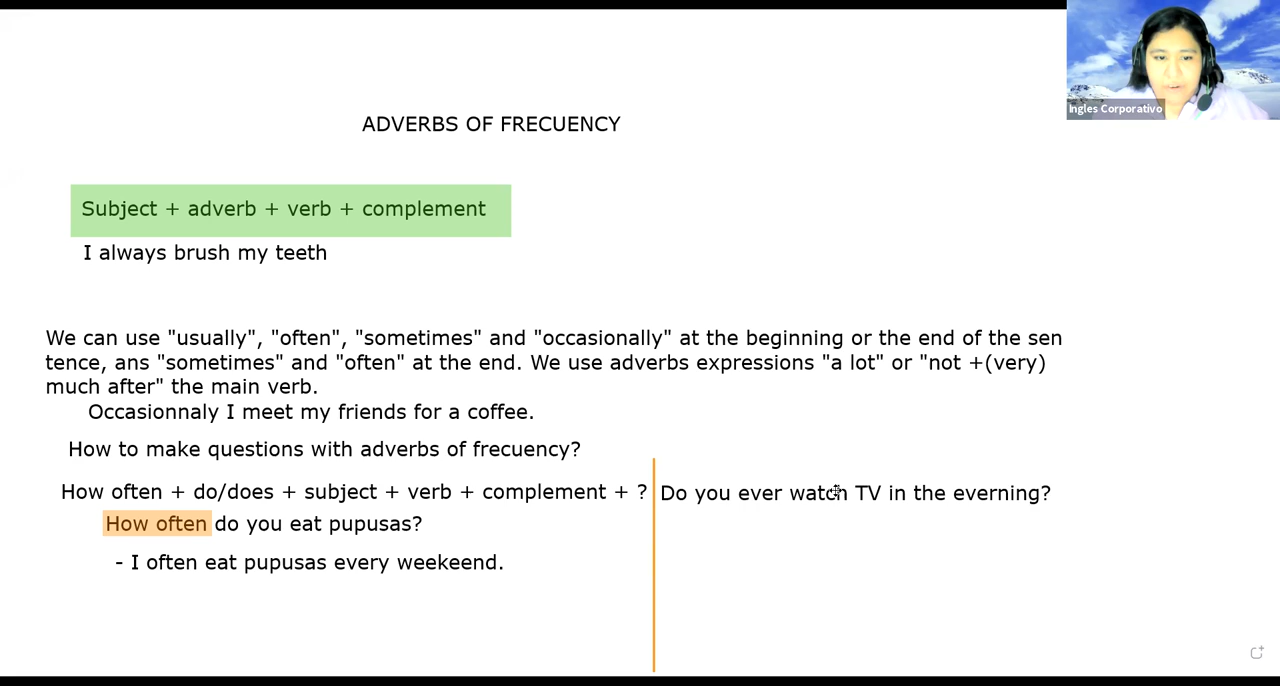 Ingles Corporativo
ADVERBS OF FRECUENCY
Subject + adverb + verb + complement
I always brush my teeth
We can use "usually", "often", "sometimes" and "occasionally" at the beginning or the end of the sen
tence, ans "sometimes" and "often" at the end. We use adverbs expressions "a lot" or "not +(very)
much after" the main verb.
Occasionnaly I meet my friends for a coffee.
How to make questions with adverbs of frecuency?
How often + do/does + subject + verb + complement + ?
Do you ever watch TV in the everning?
How often do you eat pupusas?
- I often eat pupusas every weekeend.